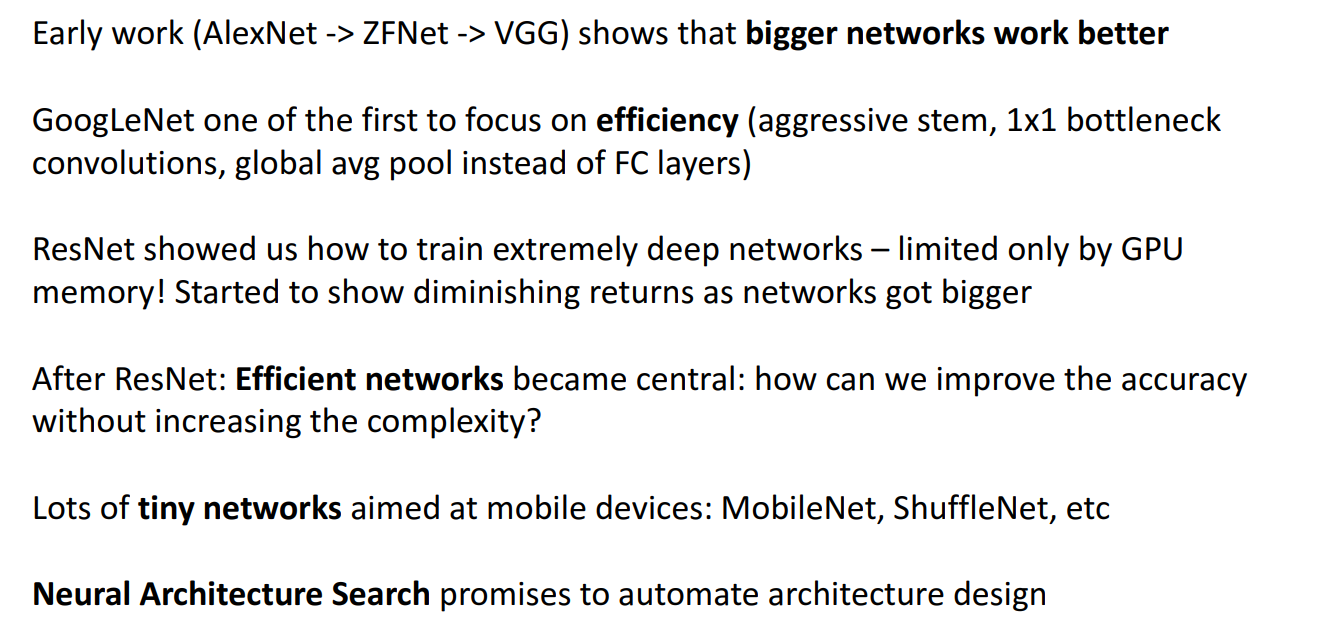 Early work (AlexNet -> ZFNet -> VGG) shows that bigger networks work better
GoogLeNet one of the first to focus on efficiency (aggressive stem, 1x1 bottleneck
convolutions, global avg pool instead of FC layers)
ResNet showed us how to train extremely deep networks – limited only by GPU
memory! Started to show diminishing returns as networks got bigger
After ResNet: Efficient networks became central: how can we improve the accuracy
without increasing the complexity?
Lots of tiny networks aimed at mobile devices: MobileNet, ShuffleNet, etc
Neural Architecture Search promises to automate architecture design